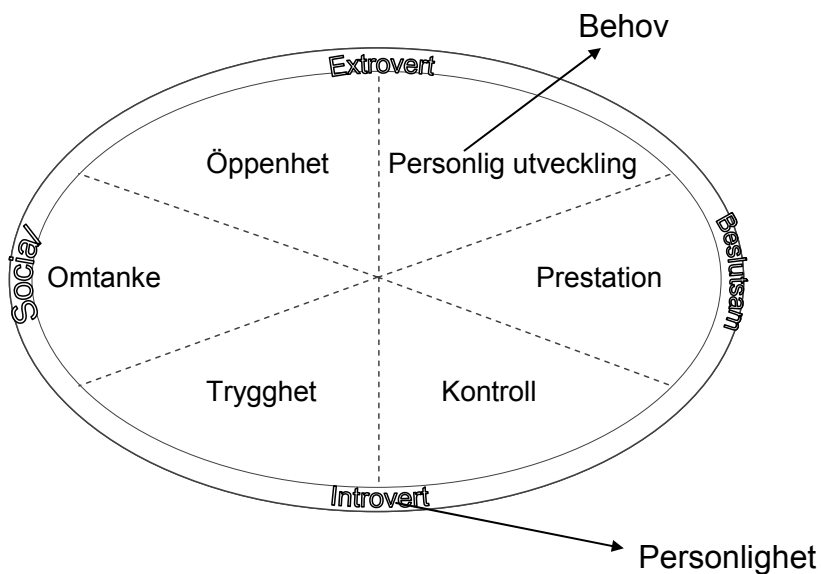 Behov
Extrovert
Öppenhet
Personlig utveckling
Social
Beslutsam
Omtanke
Prestation
Trygghet
Kontroll
Introvert
Personlighet